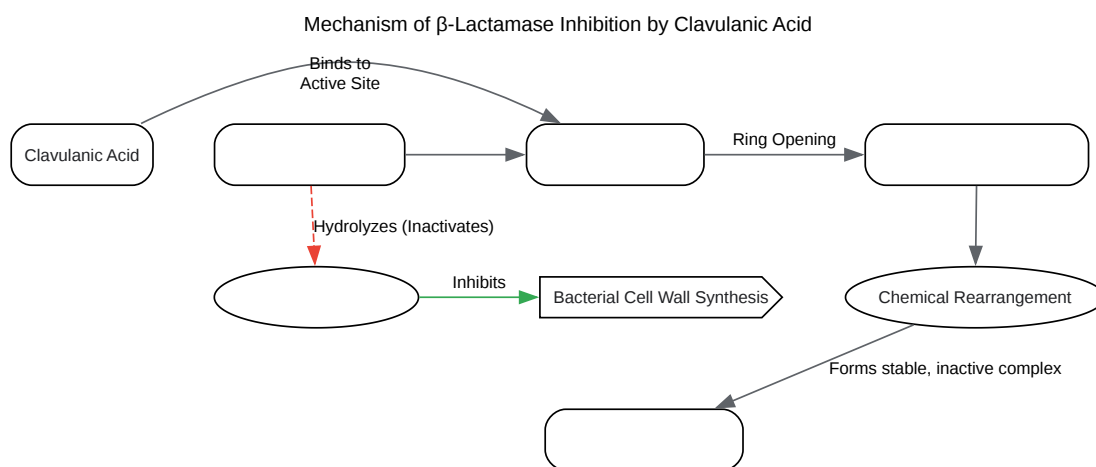 Mechanism of β-Lactamase Inhibition by Clavulanic Acid
Binds to
Active Site
Clavulanic Acid
Ring Opening
Hydrolyzes (Inactivates)
Inhibits
Bacterial Cell Wall Synthesis
Chemical Rearrangement
Forms stable, inactive complex